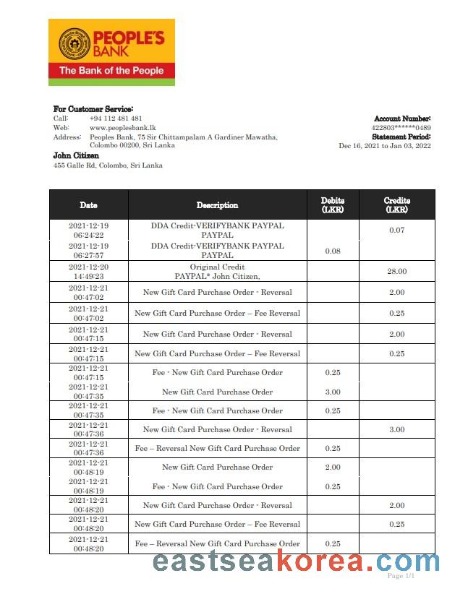 PEOPLE'S
BANK
The Bank of the People
For Customer Service:
Call: +94 112 481 481
Web: www.peoplesbank.lk
Address: Peoples Bank, 75 Sir Chittampalam A Gardiner Mawatha,
Colombo 00200, Sri Lanka
John Citizen
455 Galle Rd, Colombo, Sri Lanka
Account Number:
422803******0489
Statement Period:
Dec 16, 2021 to Jan 03, 2022
Date Description Debits (LKR) Credits (LKR)
2021-12-19 06:24:22 DDA Credit-VERIFYBANK PAYPAL PAYPAL 0.07
2021-12-19 06:27:57 DDA Credit-VERIFYBANK PAYPAL PAYPAL 0.08
2021-12-20 14:49:23 Original Credit PAYPAL* John Citizen, 28.00
2021-12-21 00:47:02 New Gift Card Purchase Order - Reversal 2.00
2021-12-21 00:47:02 New Gift Card Purchase Order – Fee Reversal 0.25
2021-12-21 00:47:15 New Gift Card Purchase Order - Reversal 2.00
2021-12-21 00:47:15 New Gift Card Purchase Order – Fee Reversal 0.25
2021-12-21 00:47:15 Fee - New Gift Card Purchase Order 0.25
2021-12-21 00:47:35 New Gift Card Purchase Order 3.00
2021-12-21 00:47:35 Fee - New Gift Card Purchase Order 0.25
2021-12-21 00:47:36 New Gift Card Purchase Order - Reversal 3.00
2021-12-21 00:47:36 Fee – Reversal New Gift Card Purchase Order 0.25
2021-12-21 00:48:19 New Gift Card Purchase Order 2.00
2021-12-21 00:48:19 Fee - New Gift Card Purchase Order 0.25
2021-12-21 00:48:20 New Gift Card Purchase Order - Reversal 2.00
2021-12-21 00:48:20 New Gift Card Purchase Order – Fee Reversal 0.25
2021-12-21 00:48:20 Fee – Reversal New Gift Card Purchase Order 0.25
eastseakorea.com
Page 1/1